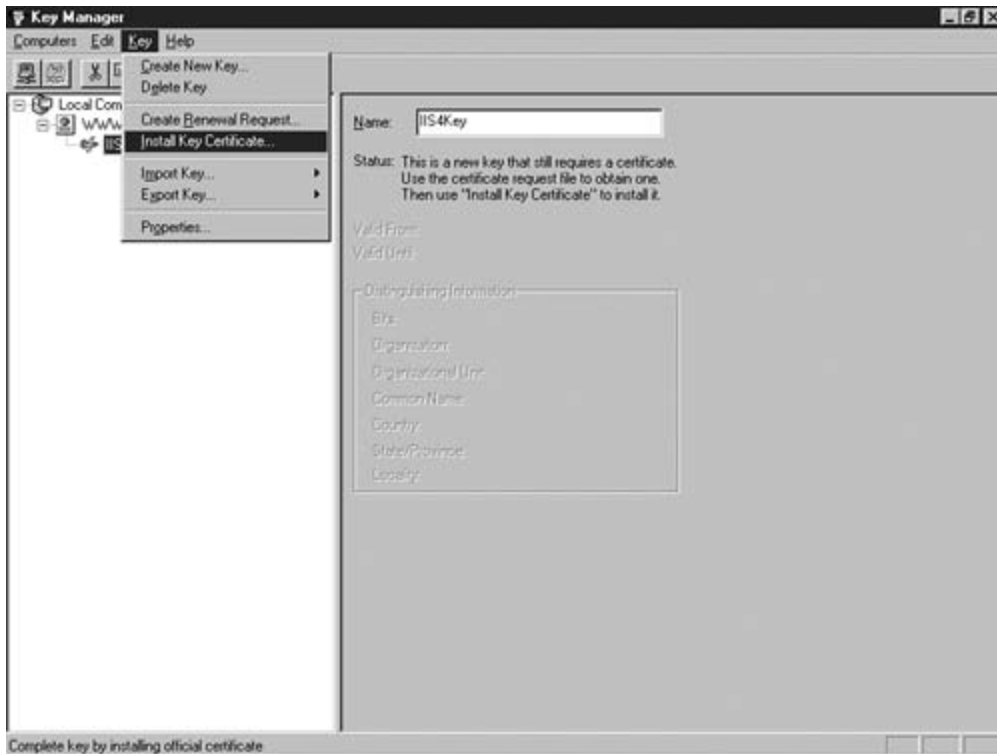 Key Manager
Computers Edit Key Help
Create New Key...
Delete Key
Create Renewal Request...
Install Key Certificate...
Import Key...
Export Key...
Properties...
Local Com
WWW
IIS
Name: IIS4Key
Status: This is a new key that still requires a certificate.
Use the certificate request file to obtain one.
Then use "Install Key Certificate" to install it.
Valid From:
Valid Until:
Distinguishing Information
Bits:
Organization:
Organizational Unit:
Common Name:
Country:
State/Province:
Locality:
Complete key by installing official certificate